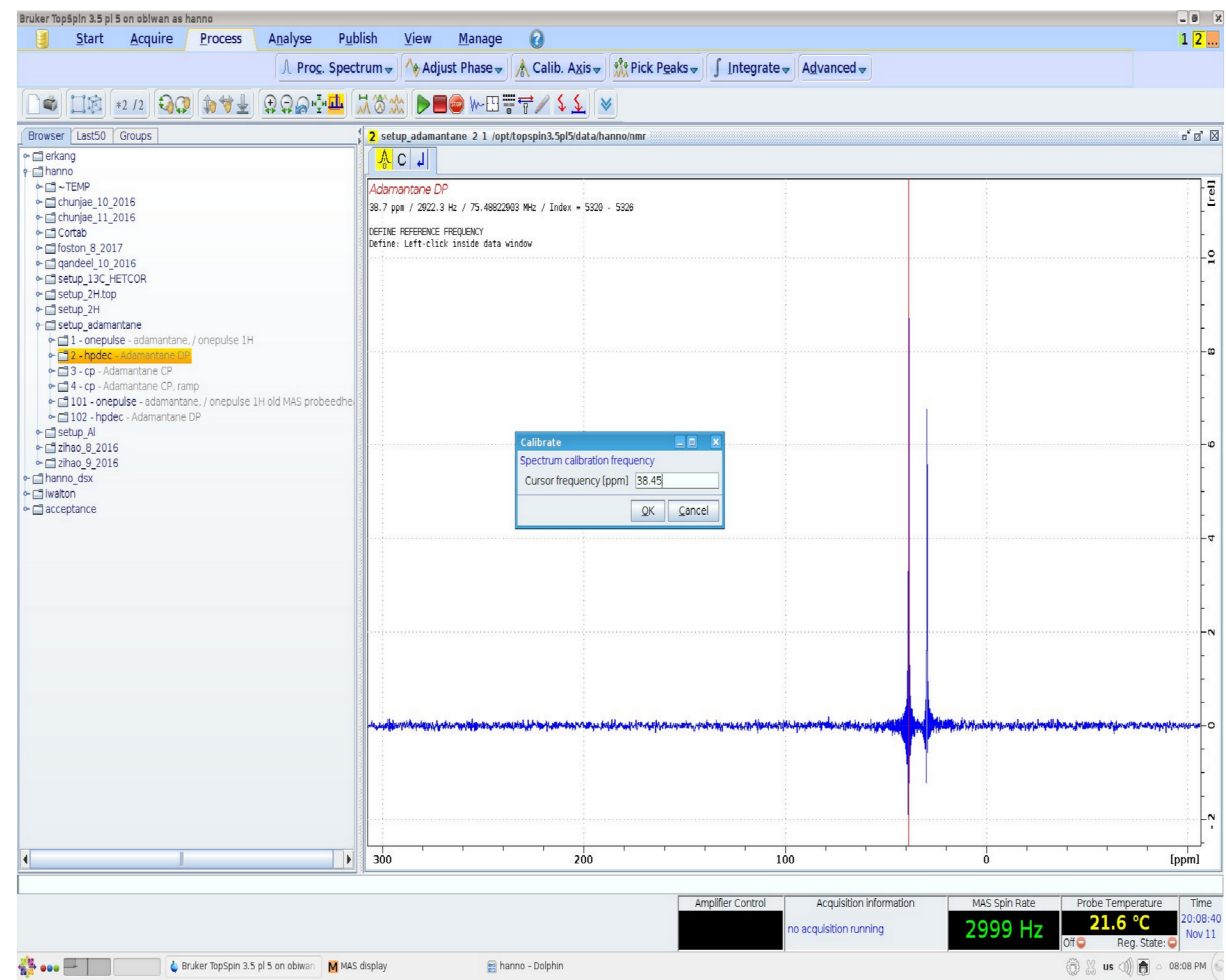 Bruker TopSpin 3.5 pl 5 on obiwan as hanno
Start Acquire Process Analyse Publish View Manage
1 2 ...
Proc. Spectrum Adjust Phase Calib. Axis Pick Peaks Integrate Advanced
*2 /2
Browser Last50 Groups
2 setup_adamantane 2 1 /opt/topspin3.5pl5/data/hanno/nmr
C
erkang
hanno
~TEMP
chunjae_10_2016
chunjae_11_2016
Cortab
foston_8_2017
qandeel_10_2016
setup_13C_HETCOR
setup_2H.top
setup_2H
setup_adamantane
1 - onepulse - adamantane, / onepulse 1H
2 - hpdec - Adamantane DP
3 - cp - Adamantane CP
4 - cp - Adamantane CP, ramp
101 - onepulse - adamantane, / onepulse 1H old MAS probeedhe
102 - hpdec - Adamantane DP
setup_Al
zihao_8_2016
zihao_9_2016
hanno_dsx
iwalton
acceptance
Adamantane DP
38.7 ppm / 2922.3 Hz / 75.48822903 MHz / Index = 5320 - 5326
DEFINE REFERENCE FREQUENCY
Define: Left-click inside data window
[rel]
10
8
6
4
2
0
-2
Calibrate
Spectrum calibration frequency
Cursor frequency [ppm] 38.45
OK Cancel
300 200 100 0 [ppm]
Amplifier Control Acquisition information MAS Spin Rate Probe Temperature Time
no acquisition running
2999 Hz
21.6 °C
Off Reg. State:
20:08:40
Nov 11
Bruker TopSpin 3.5 pl 5 on obiwan MAS display hanno - Dolphin us 08:08 PM